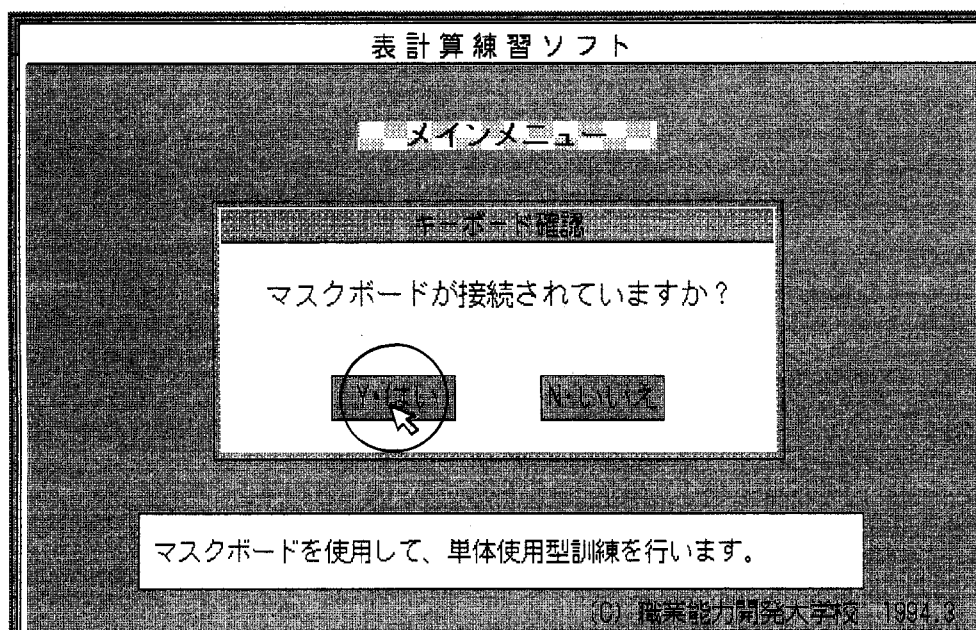 表計算練習ソフト
メインメニュー
キーボード確認
マスクボードが接続されていますか?
Y・はい N・いいえ
マスクボードを使用して、単体使用型訓練を行います。
(C) 職業能力開発大学校 1994.3